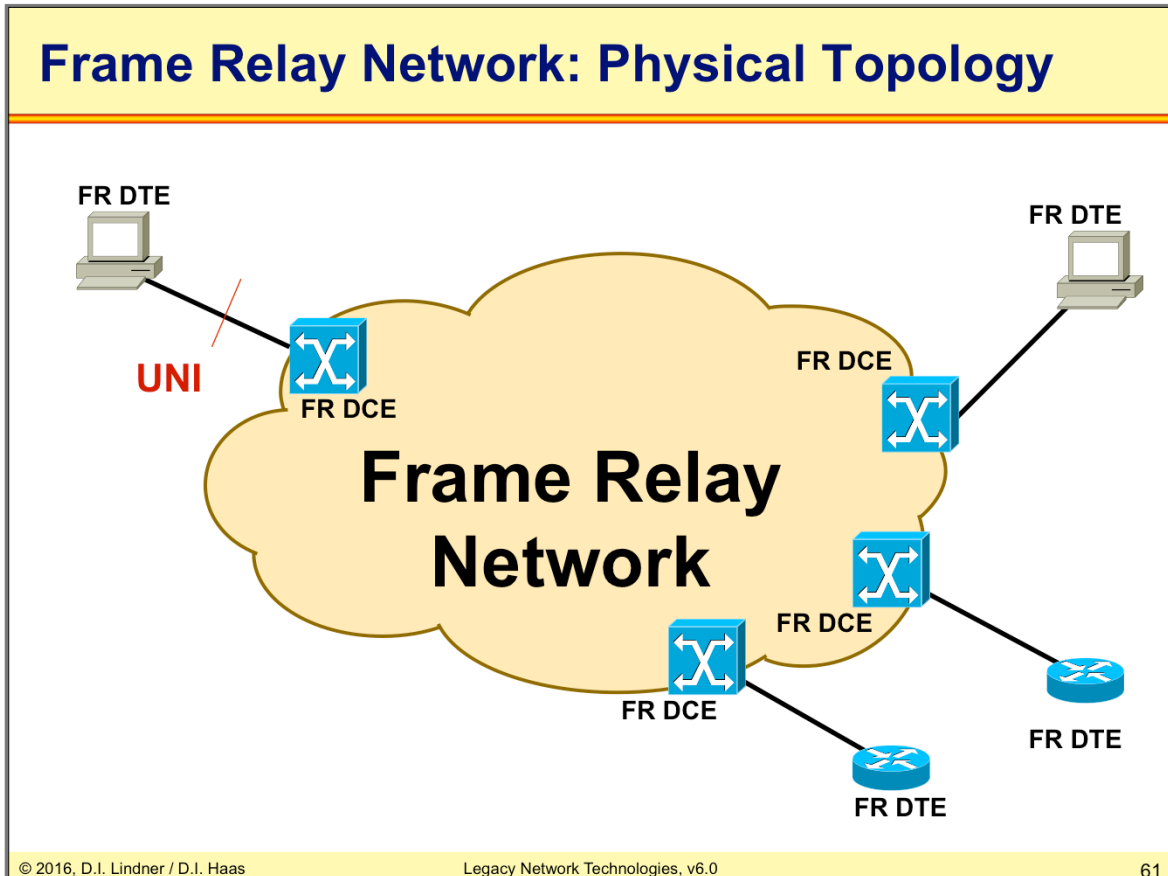 Frame Relay Network: Physical Topology
FR DTE
FR DTE
UNI
FR DCE
FR DCE
Frame Relay
Network
FR DCE
FR DCE
FR DTE
FR DTE
© 2016, D.I. Lindner / D.I. Haas
Legacy Network Technologies, v6.0
61